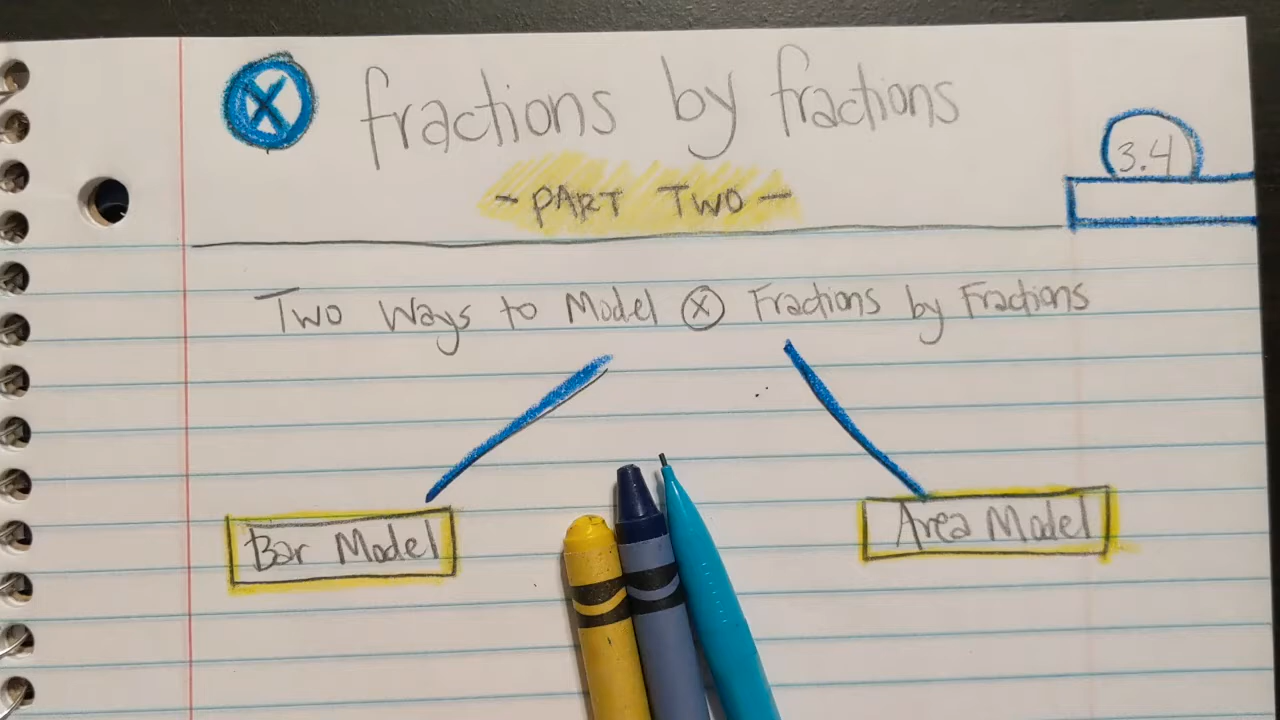 ⓧ fractions by fractions
- PART TWO -
3.4
Two Ways to Model ⓧ Fractions by Fractions
Bar Model
Area Model